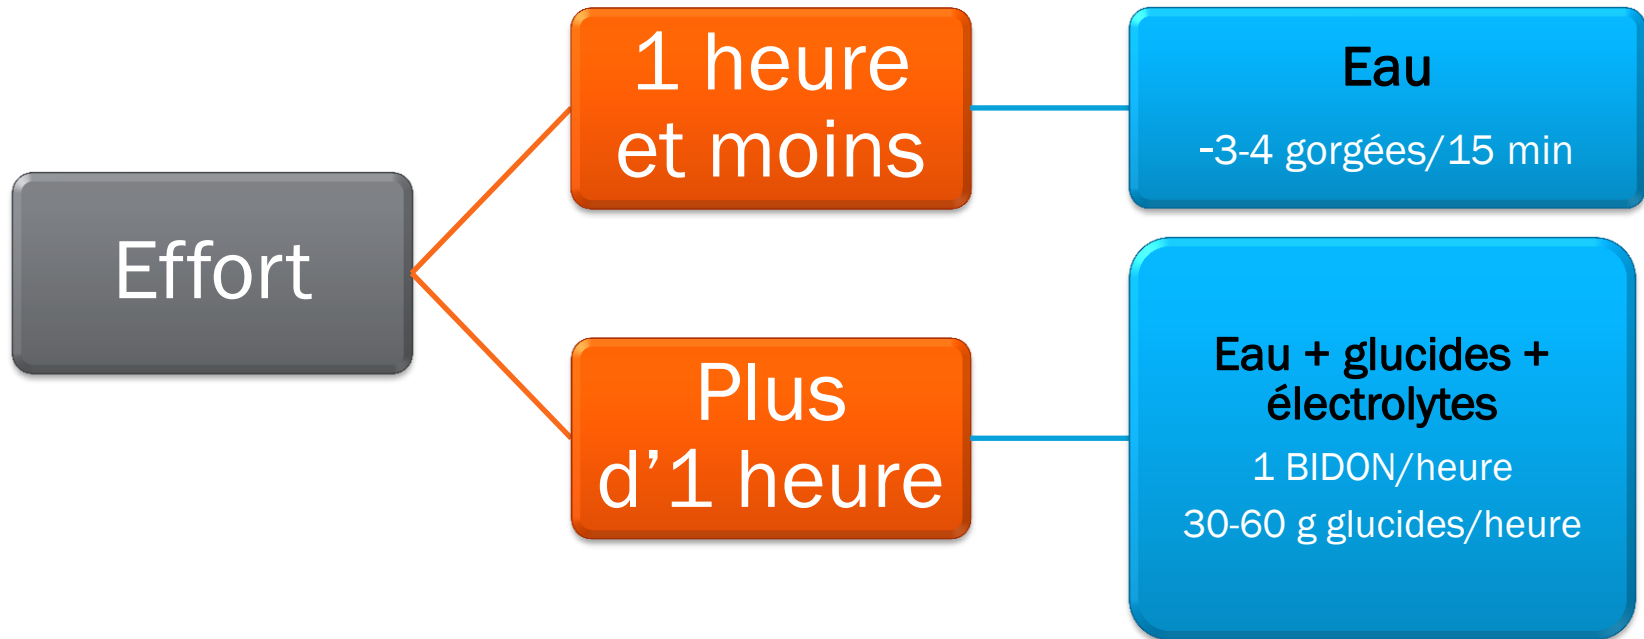 Effort
1 heure
et moins
Eau
-3-4 gorgées/15 min
Plus
d’1 heure
Eau + glucides +
électrolytes
1 BIDON/heure
30-60 g glucides/heure